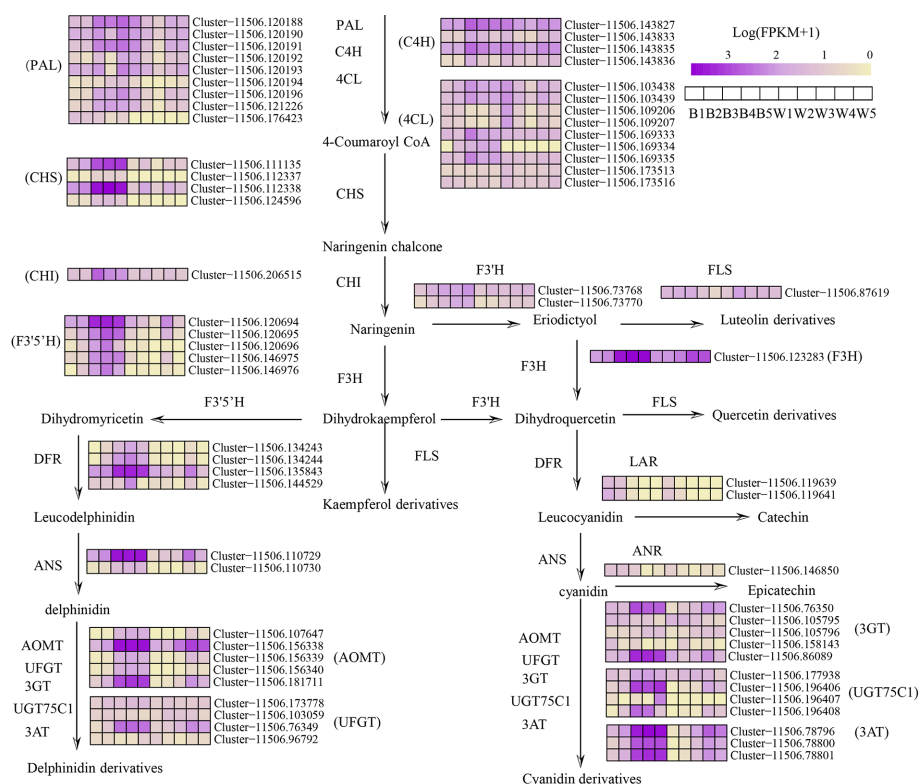 Cluster−11506.120188
Cluster−11506.120190
Cluster−11506.120191
Cluster−11506.120192
Cluster−11506.120193
Cluster−11506.120194
Cluster−11506.120196
Cluster−11506.121226
Cluster−11506.176423
(PAL)
PAL
C4H
4CL
(C4H)
Cluster−11506.143827
Cluster−11506.143833
Cluster−11506.143835
Cluster−11506.143836
Log(FPKM+1)
3 2 1 0
B1B2B3B4B5W1W2W3W4W5
(4CL)
Cluster−11506.103438
Cluster−11506.103439
Cluster−11506.109206
Cluster−11506.109207
Cluster−11506.169333
Cluster−11506.169334
Cluster−11506.169335
Cluster−11506.173513
Cluster−11506.173516
4-Coumaroyl CoA
(CHS)
Cluster−11506.111135
Cluster−11506.112337
Cluster−11506.112338
Cluster−11506.124596
CHS
Naringenin chalcone
(CHI)
Cluster−11506.206515
CHI
F3'H
Cluster−11506.73768
Cluster−11506.73770
FLS
Cluster−11506.87619
(F3'5’H)
Cluster−11506.120694
Cluster−11506.120695
Cluster−11506.120696
Cluster−11506.146975
Cluster−11506.146976
Naringenin
Eriodictyol
Luteolin derivatives
F3H
F3H
Cluster−11506.123283 (F3H)
Dihydromyricetin
F3'5’H
Dihydrokaempferol
F3'H
Dihydroquercetin
FLS
Quercetin derivatives
DFR
Cluster−11506.134243
Cluster−11506.134244
Cluster−11506.135843
Cluster−11506.144529
FLS
Kaempferol derivatives
DFR
LAR
Cluster−11506.119639
Cluster−11506.119641
Leucodelphinidin
Leucocyanidin
Catechin
ANS
Cluster−11506.110729
Cluster−11506.110730
ANS
ANR
Cluster−11506.146850
delphinidin
cyanidin
Epicatechin
AOMT
UFGT
3GT
UGT75C1
3AT
Cluster−11506.107647
Cluster−11506.156338
Cluster−11506.156339
Cluster−11506.156340
Cluster−11506.181711
(AOMT)
Cluster−11506.173778
Cluster−11506.103059
Cluster−11506.76349
Cluster−11506.96792
(UFGT)
AOMT
UFGT
3GT
UGT75C1
3AT
Cluster−11506.76350
Cluster−11506.105795
Cluster−11506.105796
Cluster−11506.158143
Cluster−11506.86089
(3GT)
Cluster−11506.177938
Cluster−11506.196406
Cluster−11506.196407
Cluster−11506.196408
(UGT75C1)
Cluster−11506.78796
Cluster−11506.78800
Cluster−11506.78801
(3AT)
Delphinidin derivatives
Cyanidin derivatives